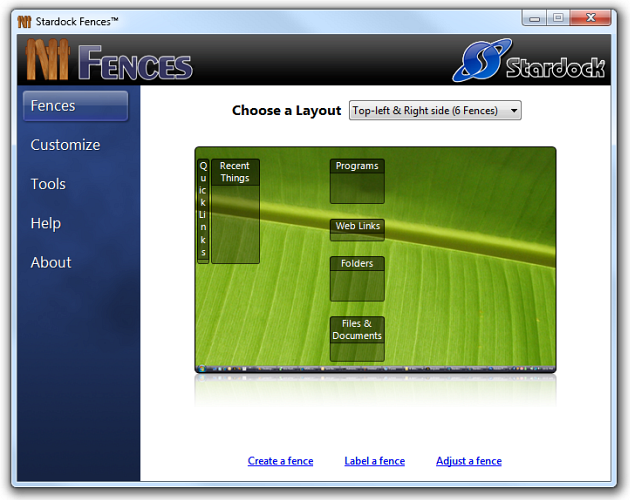 Stardock Fences™
FENCES
Stardock
Fences
Customize
Tools
Help
About
Choose a Layout
Top-left & Right side (6 Fences)
Quick Links
Recent
Things
Programs
Web Links
Folders
Files &
Documents
Create a fence
Label a fence
Adjust a fence